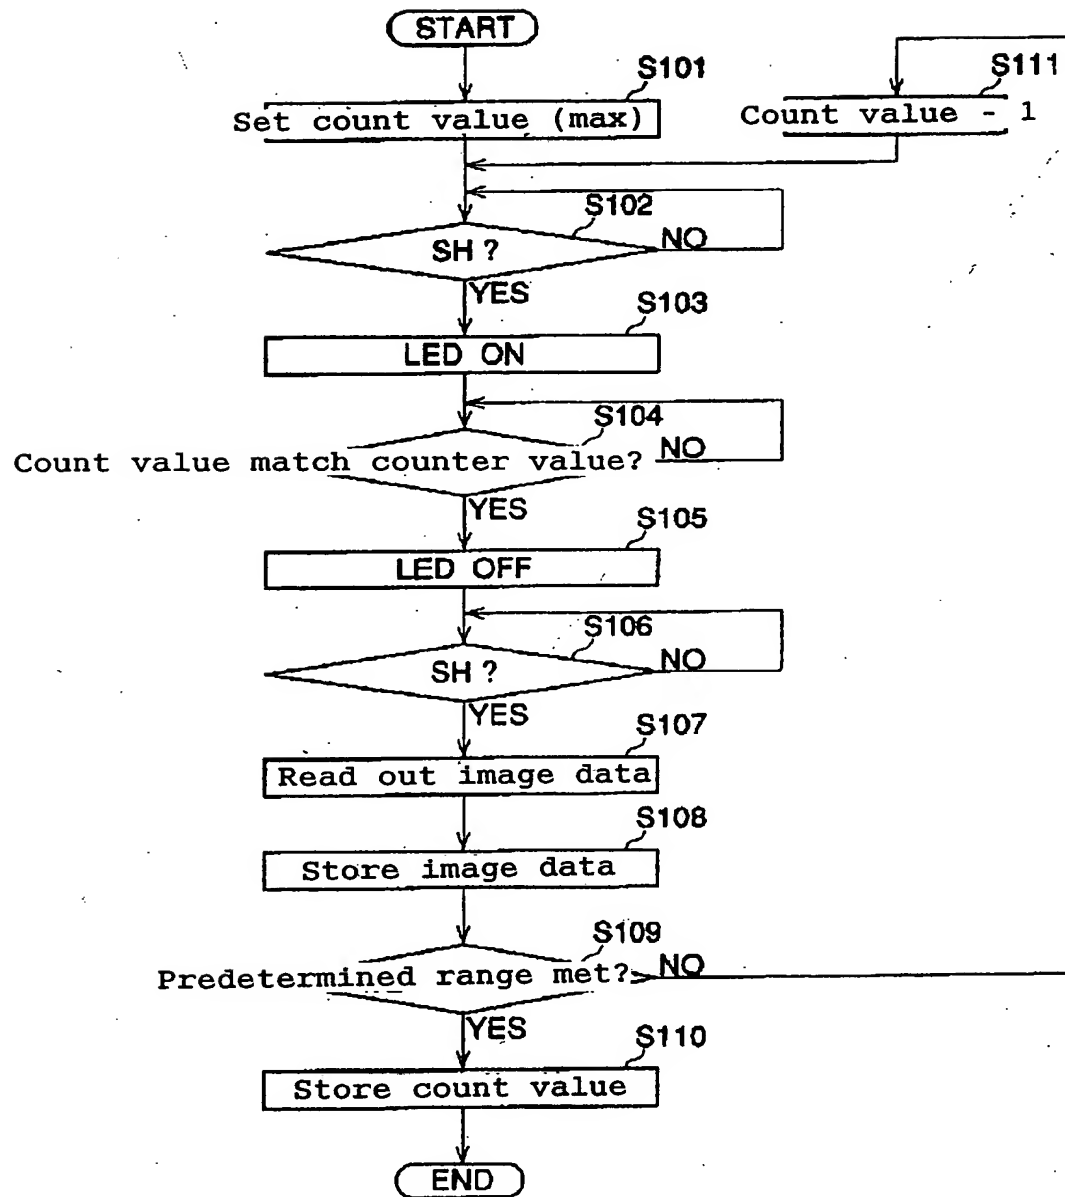 START
S101
Set count value (max)
S111
Count value - 1
S102
SH ?
NO
YES
S103
LED ON
S104
Count value match counter value?
NO
YES
S105
LED OFF
S106
SH ?
NO
YES
S107
Read out image data
S108
Store image data
S109
Predetermined range met?
NO
YES
S110
Store count value
END